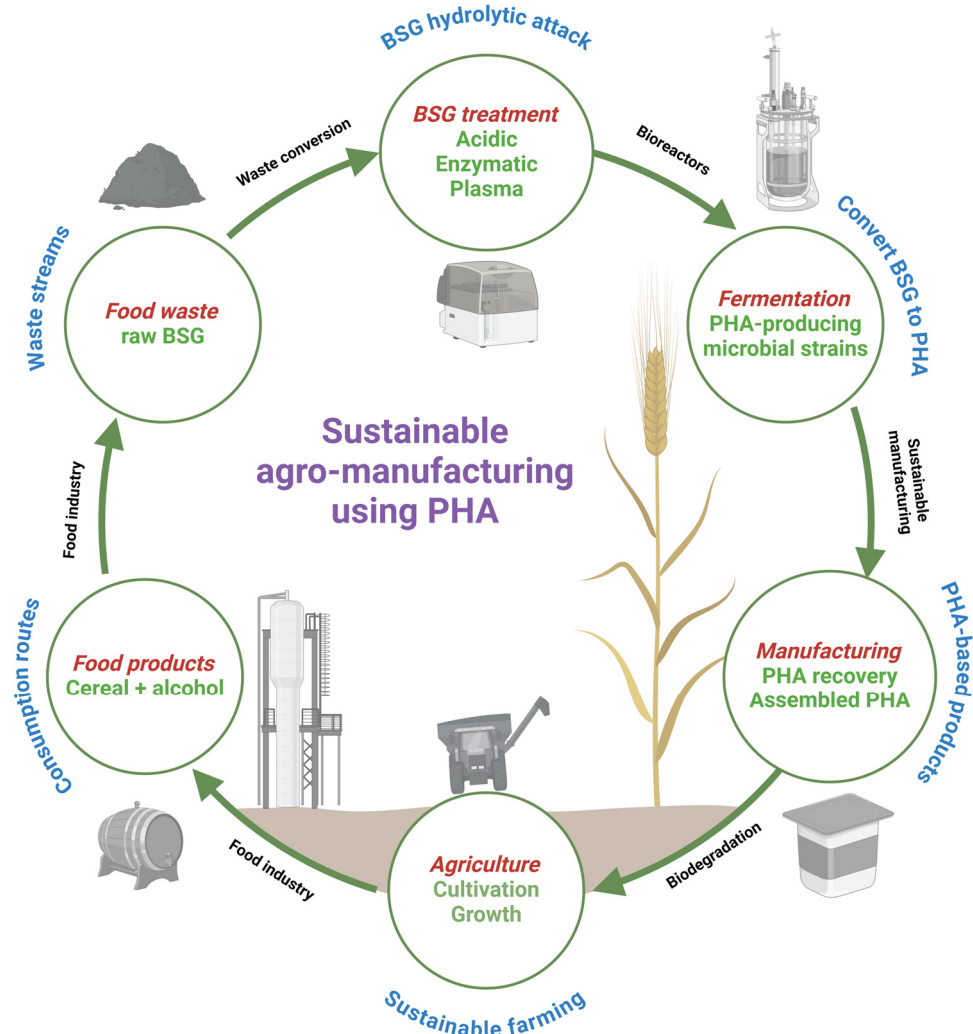 BSG hydrolytic attack
BSG treatment
Acidic
Enzymatic
Plasma
Waste conversion
Bioreactors
Convert BSG to PHA
Fermentation
PHA-producing
microbial strains
Waste streams
Food waste
raw BSG
Sustainable
agro-manufacturing
using PHA
Sustainable
manufacturing
Food industry
PHA-based products
Manufacturing
PHA recovery
Assembled PHA
Consumption routes
Food products
Cereal + alcohol
Food industry
Biodegradation
Agriculture
Cultivation
Growth
Sustainable farming